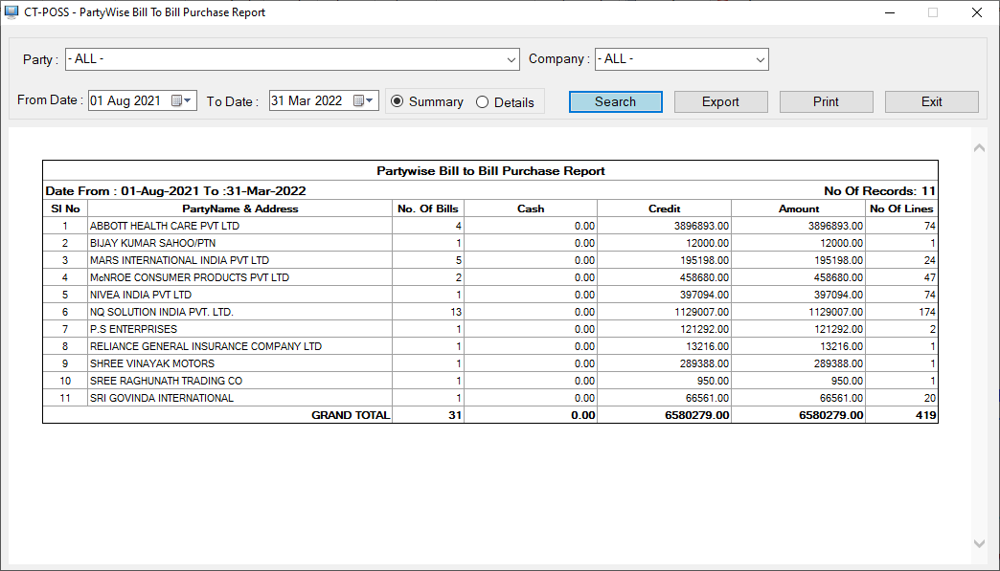 CT-POSS - PartyWise Bill To Bill Purchase Report
Party : - ALL - Company : - ALL -
From Date : 01 Aug 2021 To Date : 31 Mar 2022 Summary Details Search Export Print Exit
Partywise Bill to Bill Purchase Report
Date From : 01-Aug-2021 To :31-Mar-2022 No Of Records: 11
Sl No PartyName & Address No. Of Bills Cash Credit Amount No Of Lines
1 ABBOTT HEALTH CARE PVT LTD 4 0.00 3896893.00 3896893.00 74
2 BIJAY KUMAR SAHOO/PTN 1 0.00 12000.00 12000.00 1
3 MARS INTERNATIONAL INDIA PVT LTD 5 0.00 195198.00 195198.00 24
4 McNROE CONSUMER PRODUCTS PVT LTD 2 0.00 458680.00 458680.00 47
5 NIVEA INDIA PVT LTD 1 0.00 397094.00 397094.00 74
6 NQ SOLUTION INDIA PVT. LTD. 13 0.00 1129007.00 1129007.00 174
7 P.S ENTERPRISES 1 0.00 121292.00 121292.00 2
8 RELIANCE GENERAL INSURANCE COMPANY LTD 1 0.00 13216.00 13216.00 1
9 SHREE VINAYAK MOTORS 1 0.00 289388.00 289388.00 1
10 SREE RAGHUNATH TRADING CO 1 0.00 950.00 950.00 1
11 SRI GOVINDA INTERNATIONAL 1 0.00 66561.00 66561.00 20
GRAND TOTAL 31 0.00 6580279.00 6580279.00 419